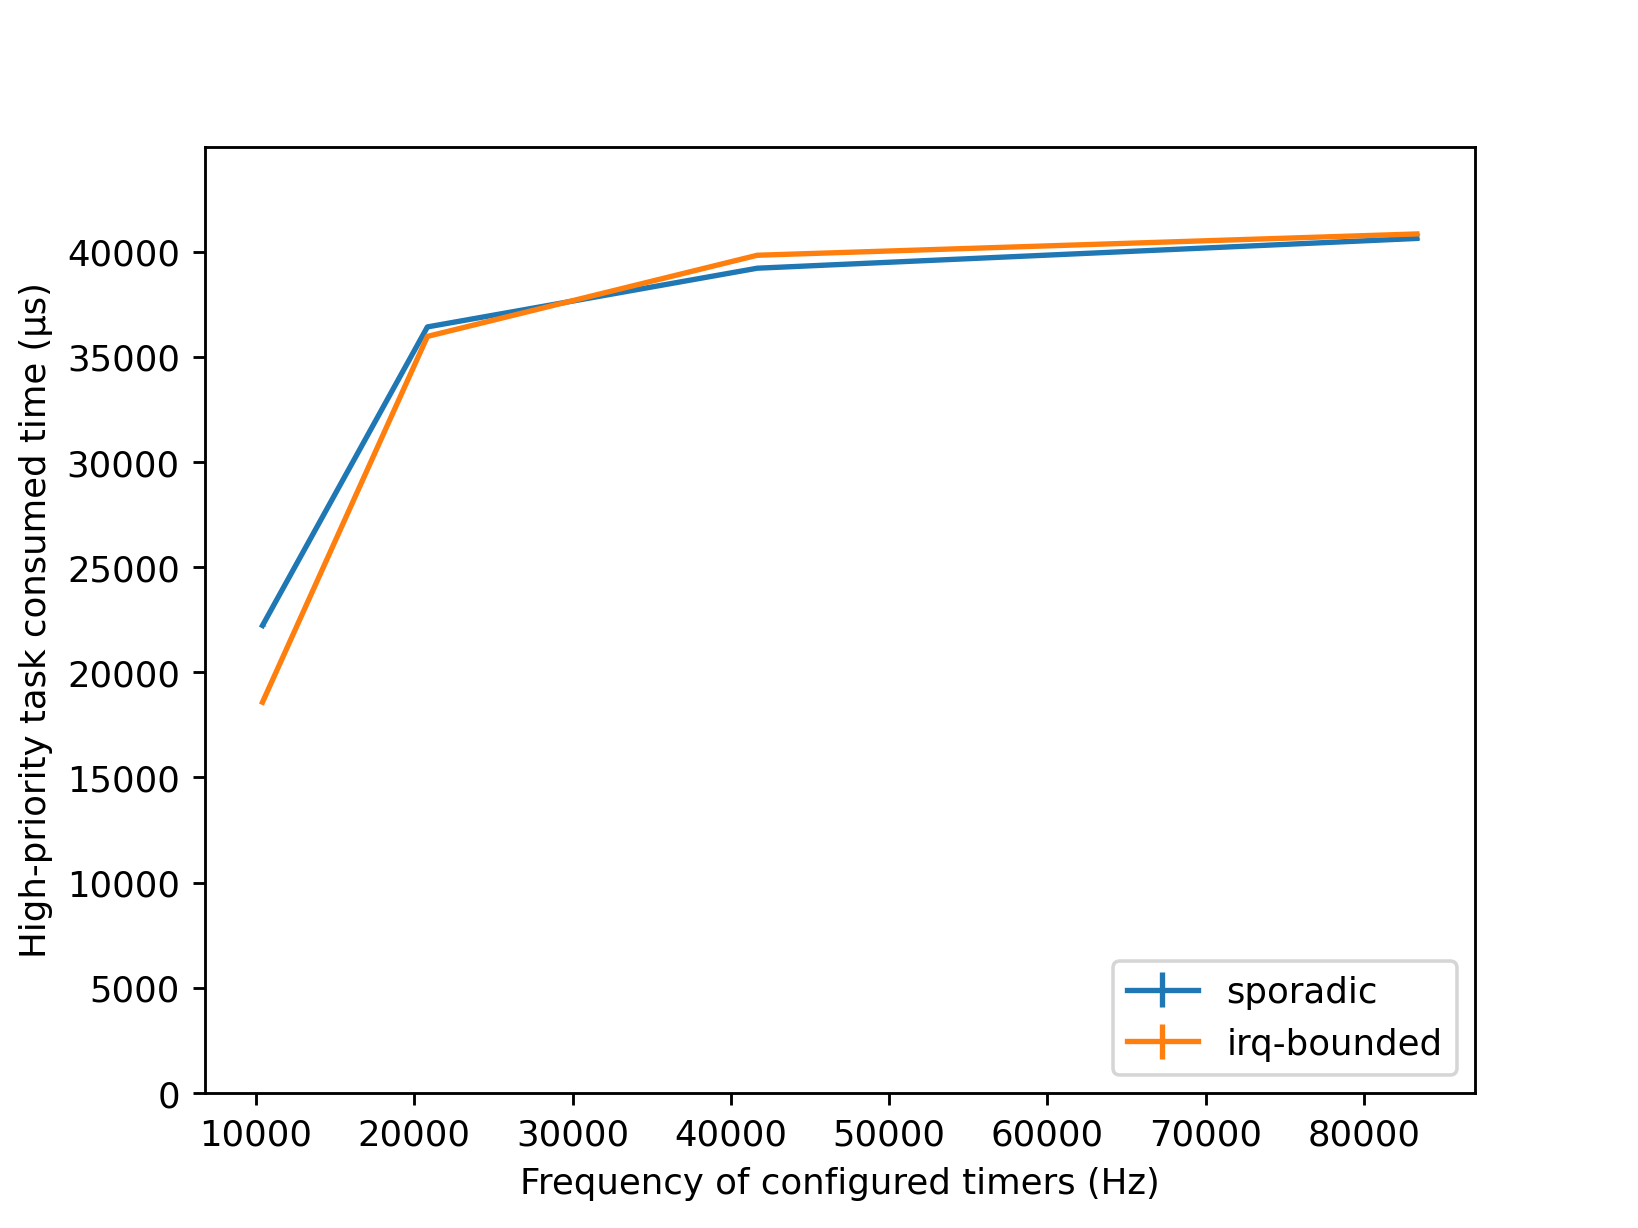 High-priority task consumed time (µs)
40000
35000
30000
25000
20000
15000
10000
5000
0
sporadic
irq-bounded
10000 20000 30000 40000 50000 60000 70000 80000
Frequency of configured timers (Hz)